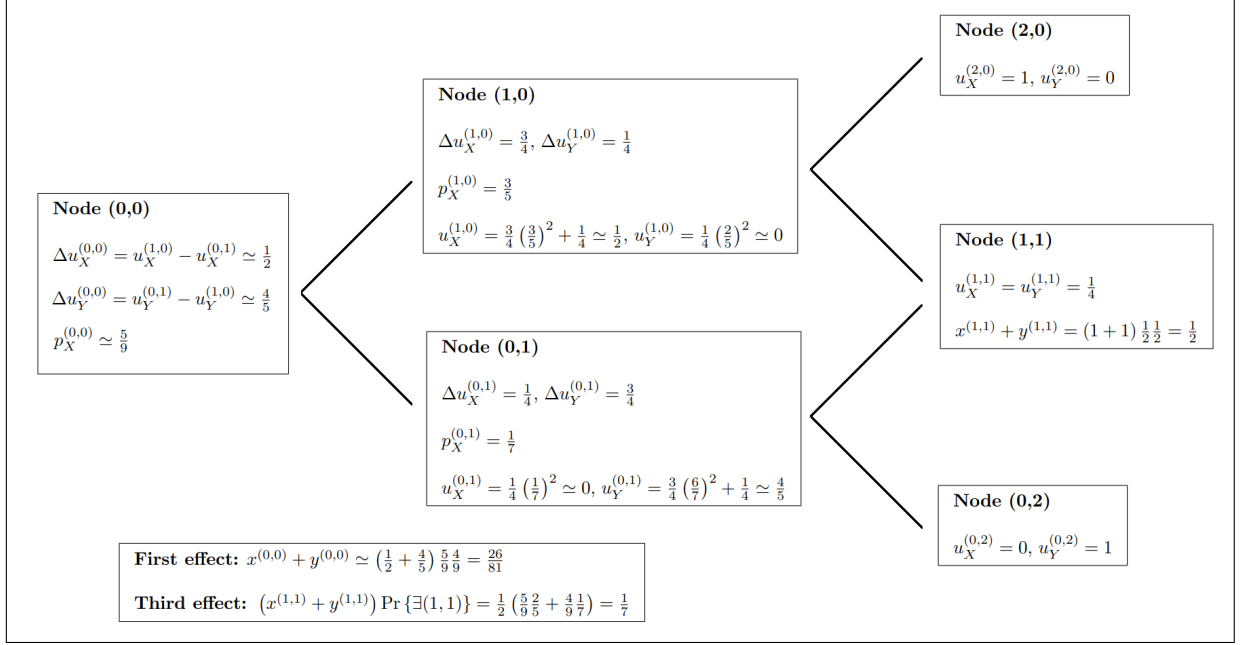 Node (0,0)
Δu_X^{(0,0)} = u_X^{(1,0)} − u_X^{(0,1)} ≃ 1/2
Δu_Y^{(0,0)} = u_Y^{(0,1)} − u_Y^{(1,0)} ≃ 4/5
p_X^{(0,0)} ≃ 5/9
Node (1,0)
Δu_X^{(1,0)} = 3/4, Δu_Y^{(1,0)} = 1/4
p_X^{(1,0)} = 3/5
u_X^{(1,0)} = 3/4 (3/5)^2 + 1/4 ≃ 1/2, u_Y^{(1,0)} = 1/4 (2/5)^2 ≃ 0
Node (0,1)
Δu_X^{(0,1)} = 1/4, Δu_Y^{(0,1)} = 3/4
p_X^{(0,1)} = 1/7
u_X^{(0,1)} = 1/4 (1/7)^2 ≃ 0, u_Y^{(0,1)} = 3/4 (6/7)^2 + 1/4 ≃ 4/5
Node (2,0)
u_X^{(2,0)} = 1, u_Y^{(2,0)} = 0
Node (1,1)
u_X^{(1,1)} = u_Y^{(1,1)} = 1/4
x^{(1,1)} + y^{(1,1)} = (1 + 1) 1/2 1/2 = 1/2
Node (0,2)
u_X^{(0,2)} = 0, u_Y^{(0,2)} = 1
First effect: x^{(0,0)} + y^{(0,0)} ≃ (1/2 + 4/5) 5/9 4/9 = 26/81
Third effect: (x^{(1,1)} + y^{(1,1)}) Pr {∃(1,1)} = 1/2 (5/9 2/5 + 4/9 1/7) = 1/7